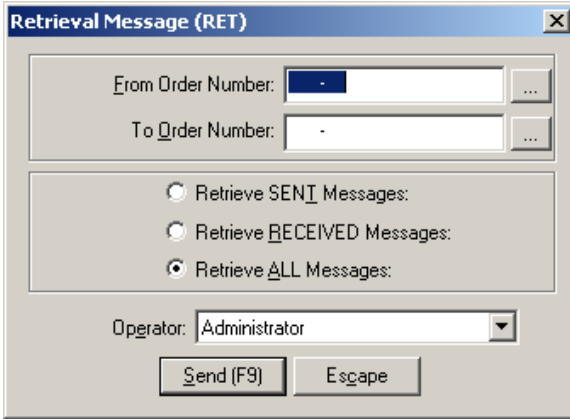 Retrieval Message (RET)
From Order Number: - ...
To Order Number: - ...
Retrieve SENT Messages:
Retrieve RECEIVED Messages:
Retrieve ALL Messages:
Operator: Administrator
Send (F9) Escape